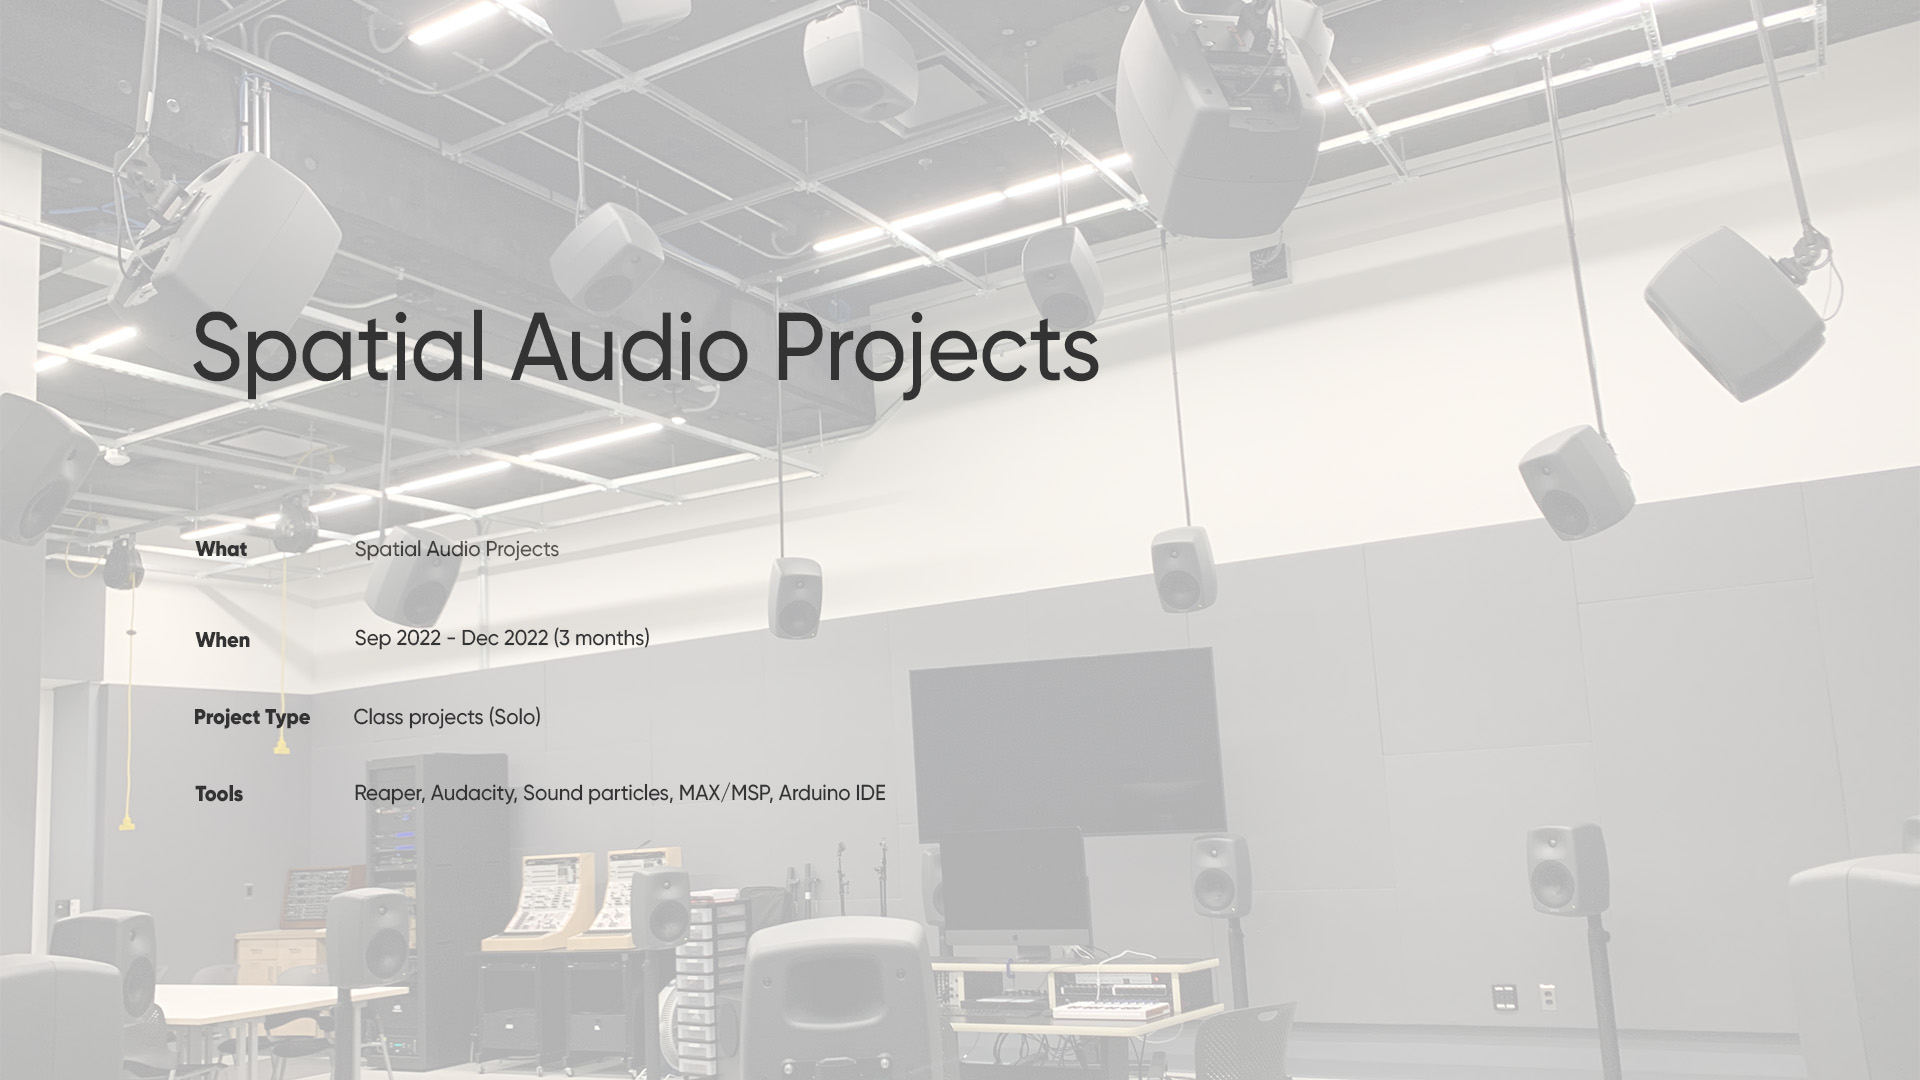 Spatial Audio Projects
What Spatial Audio Projects
When Sep 2022 - Dec 2022 (3 months)
Project Type Class projects (Solo)
Tools Reaper, Audacity, Sound particles, MAX/MSP, Arduino IDE